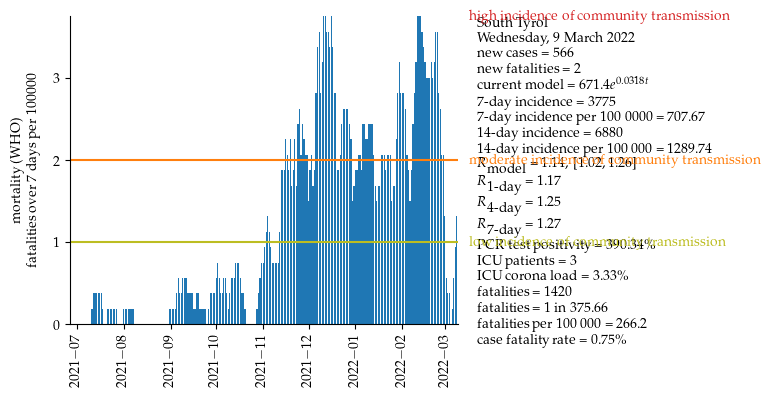 high incidence of community transmission
South Tyrol
Wednesday, 9 March 2022
new cases = 566
new fatalities = 2
current model = 671.4e^0.0318t
7-day incidence = 3775
7-day incidence per 100 0000 = 707.67
14-day incidence = 6880
14-day incidence per 100 000 = 1289.74
moderate incidence of community transmission
R model = 1.14, [1.02, 1.26]
R 1-day = 1.17
R 4-day = 1.25
R 7-day = 1.27
low incidence of community transmission
PCR test positivity = 390.34%
ICU patients = 3
ICU corona load = 3.33%
fatalities = 1420
fatalities = 1 in 375.66
fatalities per 100 000 = 266.2
case fatality rate = 0.75%
mortality (WHO)
fatalities over 7 days per 100000
3
2
1
0
2021−07
2021−08
2021−09
2021−10
2021−11
2021−12
2022−01
2022−02
2022−03